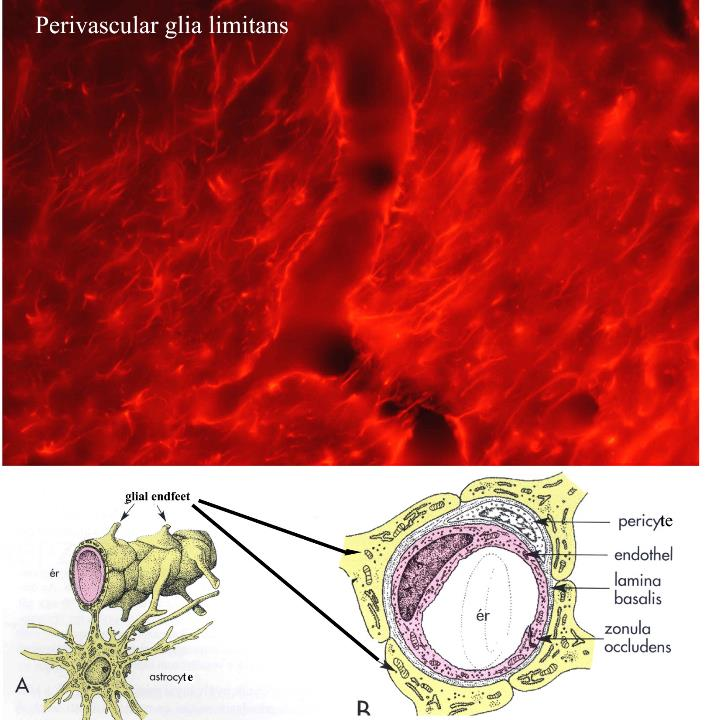 Perivascular glia limitans
glial endfeet
ér
astrocyte
A
pericyte
endothel
lamina
basalis
zonula
occludens
ér
B